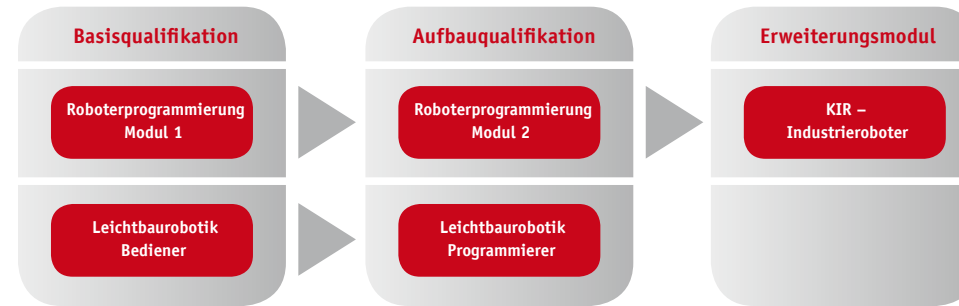 Basisqualifikation
Aufbauqualifikation
Erweiterungsmodul
Roboterprogrammierung
Modul 1
Roboterprogrammierung
Modul 2
KIR –
Industrieroboter
Leichtbaurobotik
Bediener
Leichtbaurobotik
Programmierer